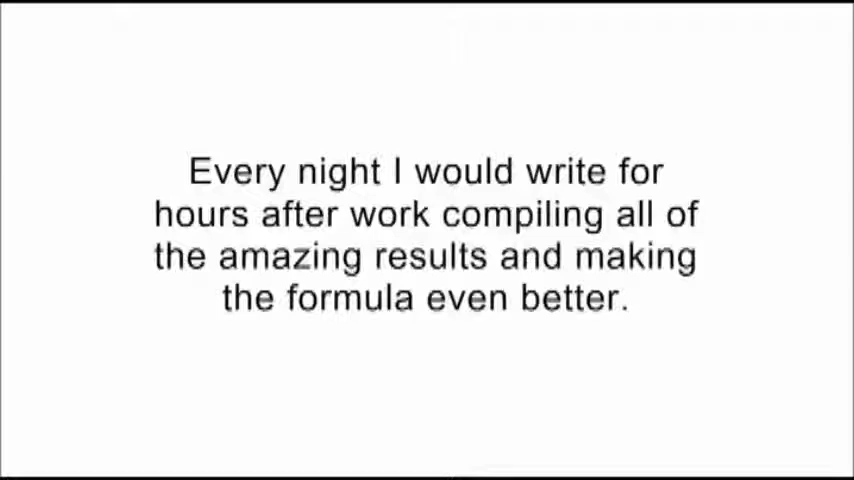 Every night I would write for
hours after work compiling all of
the amazing results and making
the formula even better.